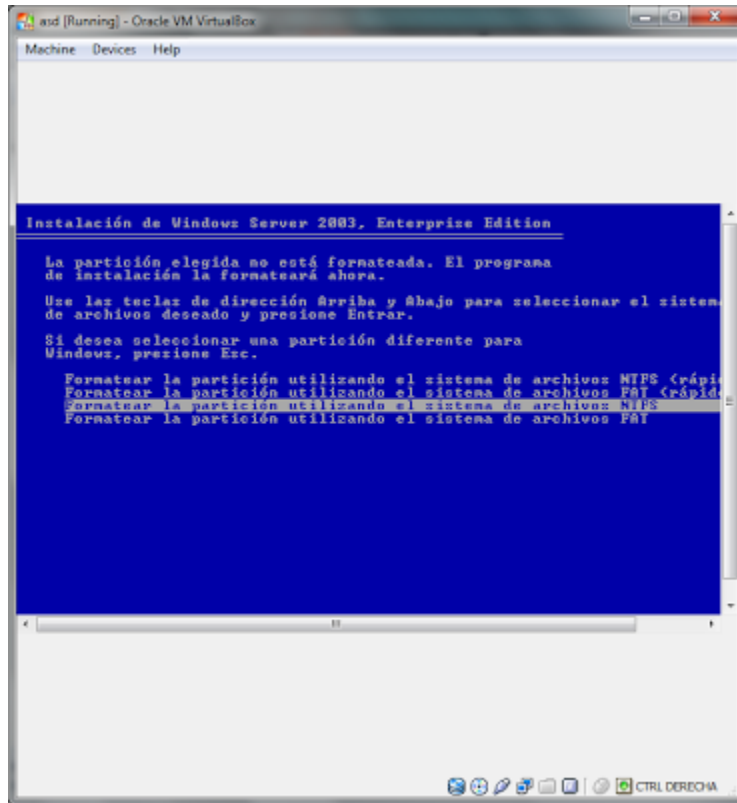 asd [Running] - Oracle VM VirtualBox
Machine Devices Help
Instalación de Windows Server 2003, Enterprise Edition
La partición elegida no está formateada. El programa
de instalación la formateará ahora.
Use las teclas de dirección Arriba y Abajo para seleccionar el sistema
de archivos deseado y presione Entrar.
Si desea seleccionar una partición diferente para
Windows, presione Esc.
Formatear la partición utilizando el sistema de archivos NTFS <rápi
Formatear la partición utilizando el sistema de archivos FAT <rápid
Formatear la partición utilizando el sistema de archivos NTFS
Formatear la partición utilizando el sistema de archivos FAT
CTRL DERECHA